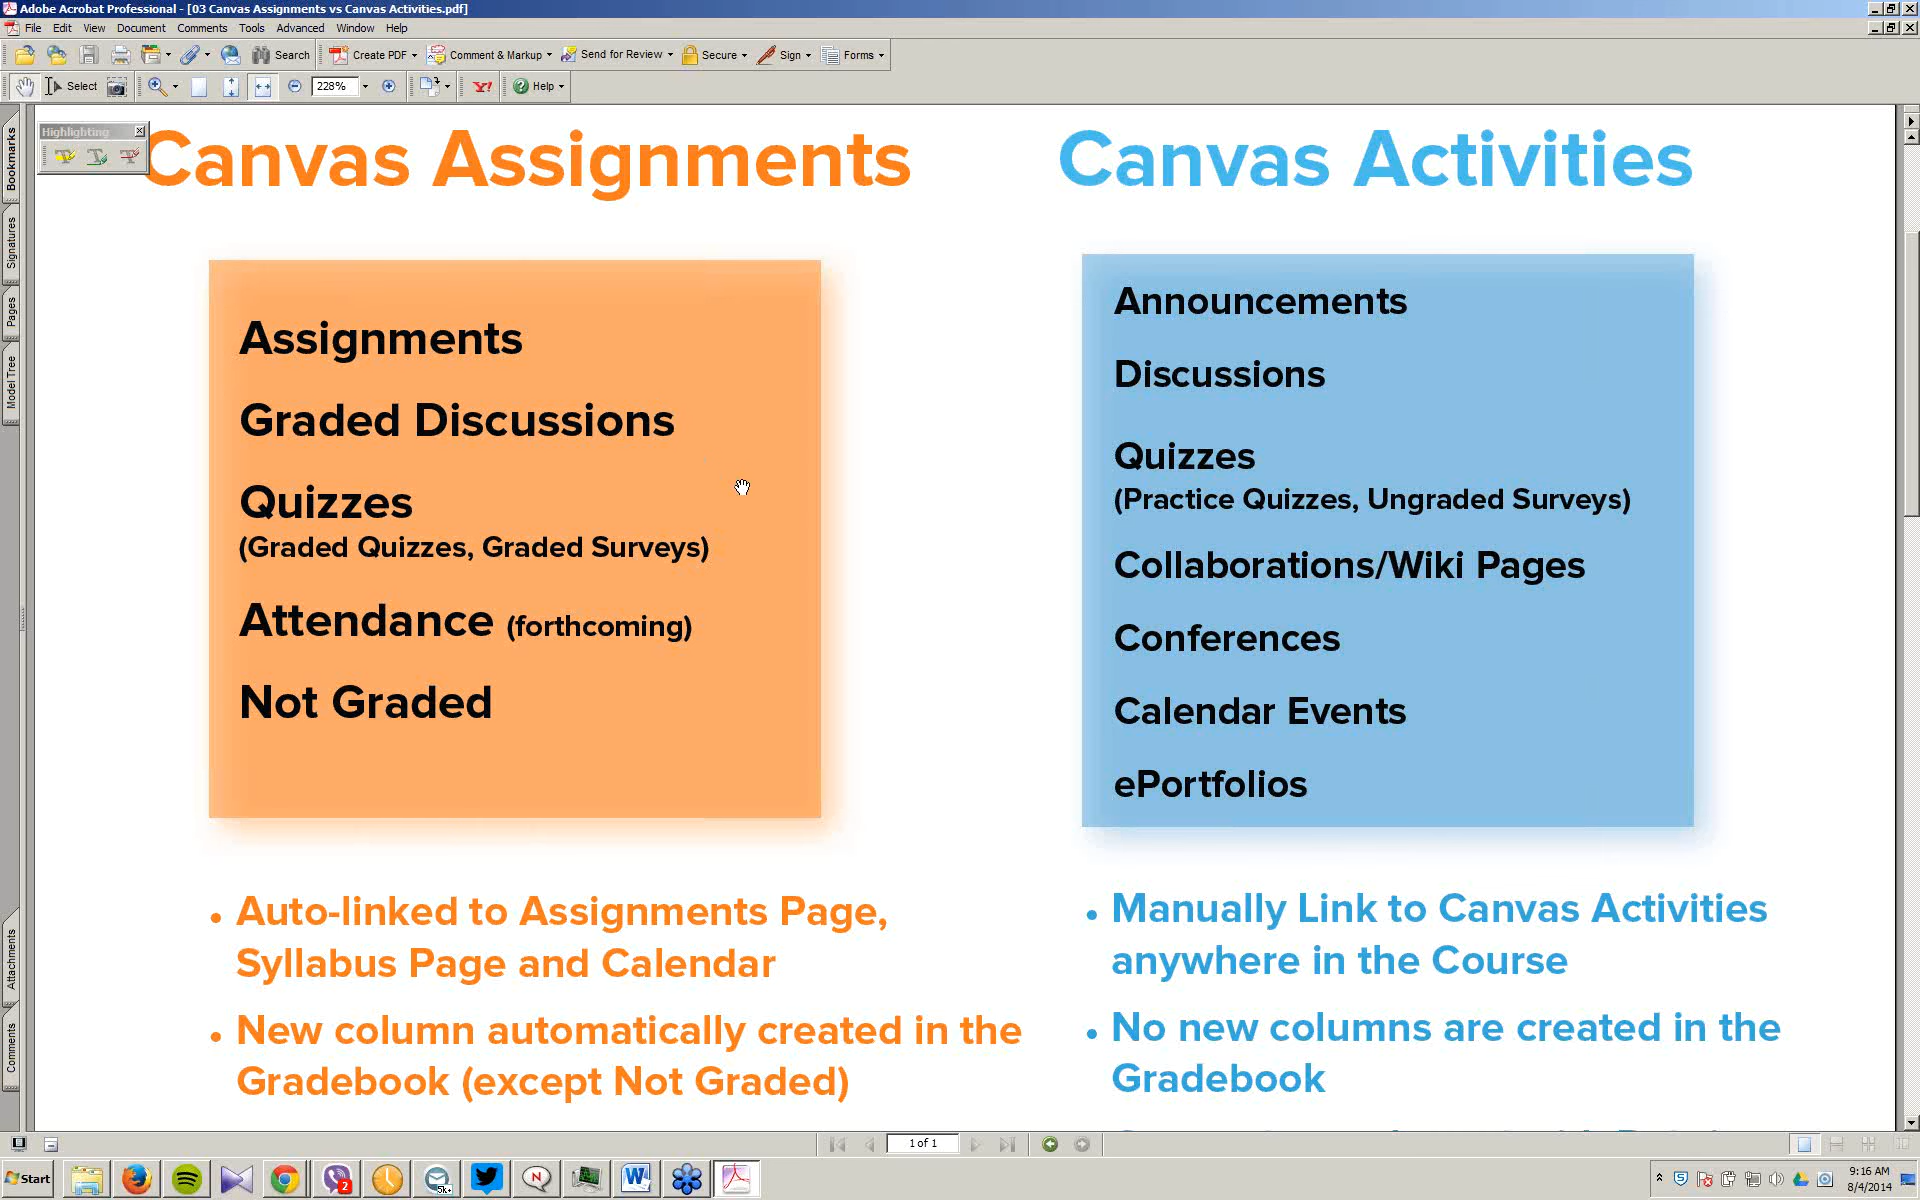 Adobe Acrobat Professional - [03 Canvas Assignments vs Canvas Activities.pdf]
File Edit View Document Comments Tools Advanced Window Help
Search Create PDF Comment & Markup Send for Review Secure Sign Forms
Select 228% Y! Help
Highlighting
Bookmarks
Signatures
Pages
Model Tree
Attachments
Comments
Canvas Assignments
Assignments
Graded Discussions
Quizzes
(Graded Quizzes, Graded Surveys)
Attendance (forthcoming)
Not Graded
• Auto-linked to Assignments Page,
Syllabus Page and Calendar
• New column automatically created in the
Gradebook (except Not Graded)
Canvas Activities
Announcements
Discussions
Quizzes
(Practice Quizzes, Ungraded Surveys)
Collaborations/Wiki Pages
Conferences
Calendar Events
ePortfolios
• Manually Link to Canvas Activities
anywhere in the Course
• No new columns are created in the
Gradebook
1 of 1
Start
2
5k+
N
W
9:16 AM
8/4/2014